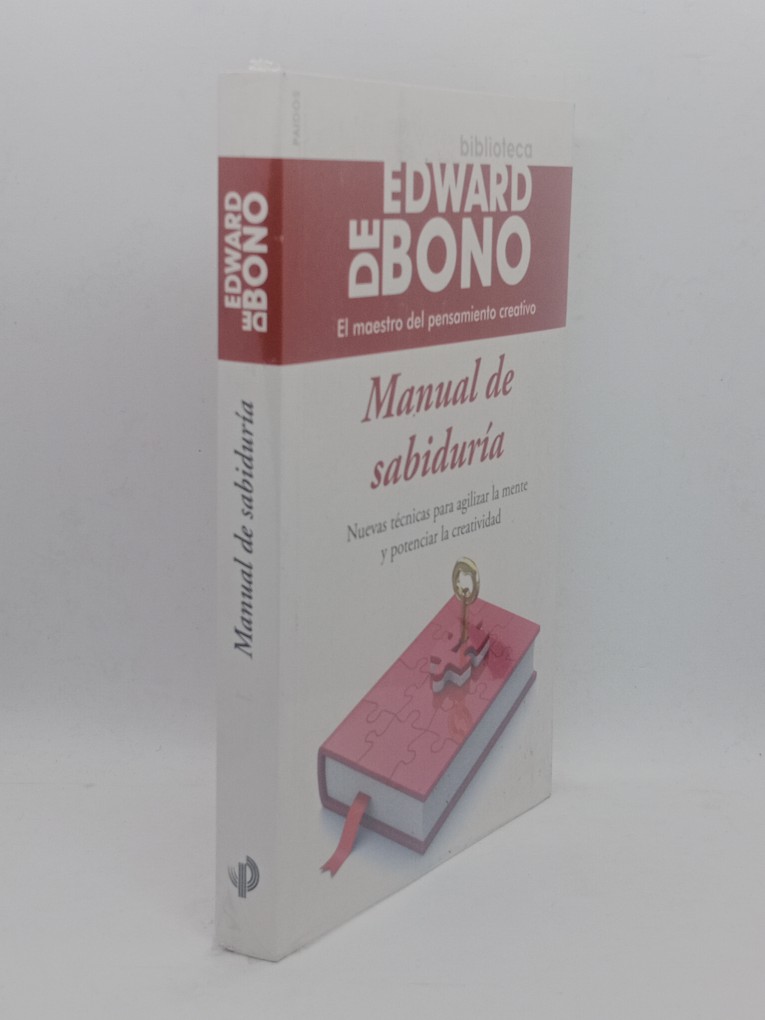 EDWARD
DE BONO
Manual de sabiduría
PAIDÓS
biblioteca
EDWARD
DE BONO
El maestro del pensamiento creativo
Manual de
sabiduría
Nuevas técnicas para agilizar la mente
y potenciar la creatividad